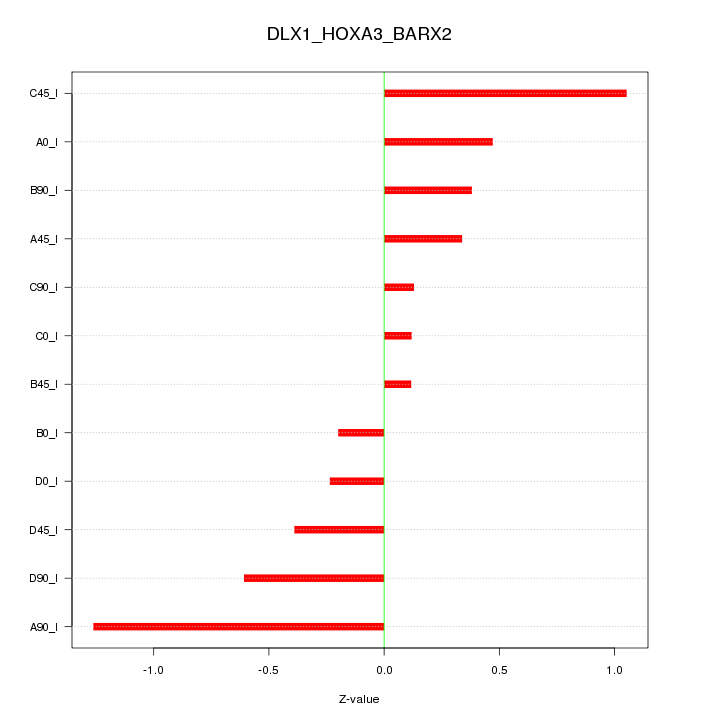 DLX1_HOXA3_BARX2
C45_I
A0_I
B90_I
A45_I
C90_I
C0_I
B45_I
B0_I
D0_I
D45_I
D90_I
A90_I
-1.0 -0.5 0.0 0.5 1.0
Z-value